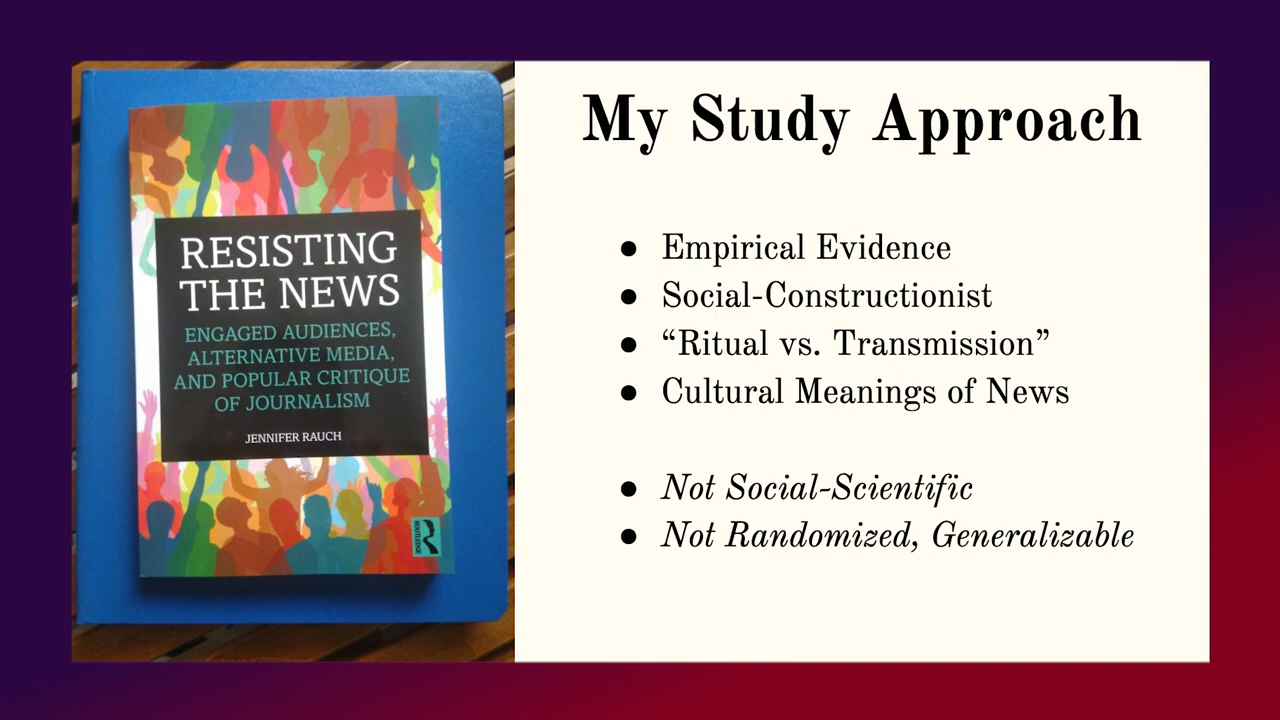 RESISTING
THE NEWS
ENGAGED AUDIENCES,
ALTERNATIVE MEDIA,
AND POPULAR CRITIQUE
OF JOURNALISM
JENNIFER RAUCH
ROUTLEDGE
My Study Approach
● Empirical Evidence
● Social-Constructionist
● “Ritual vs. Transmission”
● Cultural Meanings of News
● Not Social-Scientific
● Not Randomized, Generalizable